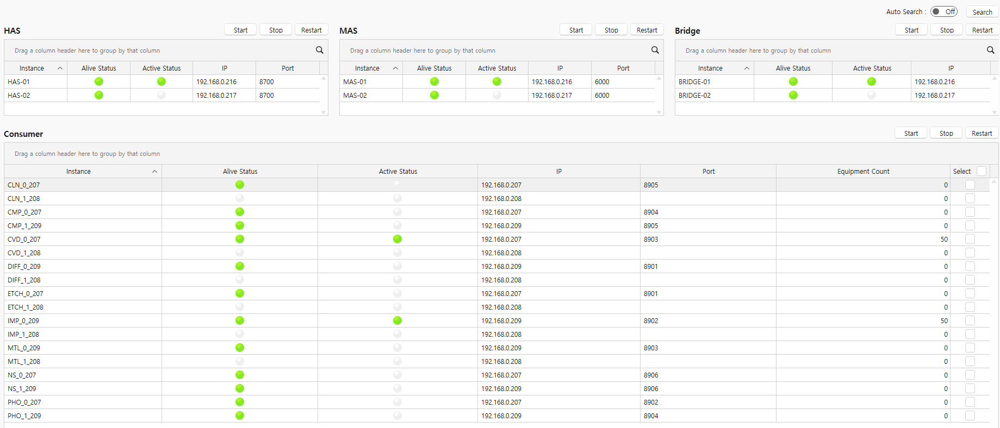 Auto Search : Off Search
HAS Start Stop Restart
Drag a column header here to group by that column
Instance Alive Status Active Status IP Port
HAS-01 192.168.0.216 8700
HAS-02 192.168.0.217 8700
MAS Start Stop Restart
Drag a column header here to group by that column
Instance Alive Status Active Status IP Port
MAS-01 192.168.0.216 6000
MAS-02 192.168.0.217 6000
Bridge Start Stop Restart
Drag a column header here to group by that column
Instance Alive Status Active Status IP
BRIDGE-01 192.168.0.216
BRIDGE-02 192.168.0.217
Consumer Start Stop Restart
Drag a column header here to group by that column
Instance Alive Status Active Status IP Port Equipment Count Select
CLN_0_207 192.168.0.207 8905 0
CLN_1_208 192.168.0.208 0
CMP_0_207 192.168.0.207 8904 0
CMP_1_209 192.168.0.209 8905 0
CVD_0_207 192.168.0.207 8903 50
CVD_1_208 192.168.0.208 0
DIFF_0_209 192.168.0.209 8901 0
DIFF_1_208 192.168.0.208 0
ETCH_0_207 192.168.0.207 8901 0
ETCH_1_208 192.168.0.208 0
IMP_0_209 192.168.0.209 8902 50
IMP_1_208 192.168.0.208 0
MTL_0_209 192.168.0.209 8903 0
MTL_1_208 192.168.0.208 0
NS_0_207 192.168.0.207 8906 0
NS_1_209 192.168.0.209 8906 0
PHO_0_207 192.168.0.207 8902 0
PHO_1_209 192.168.0.209 8904 0